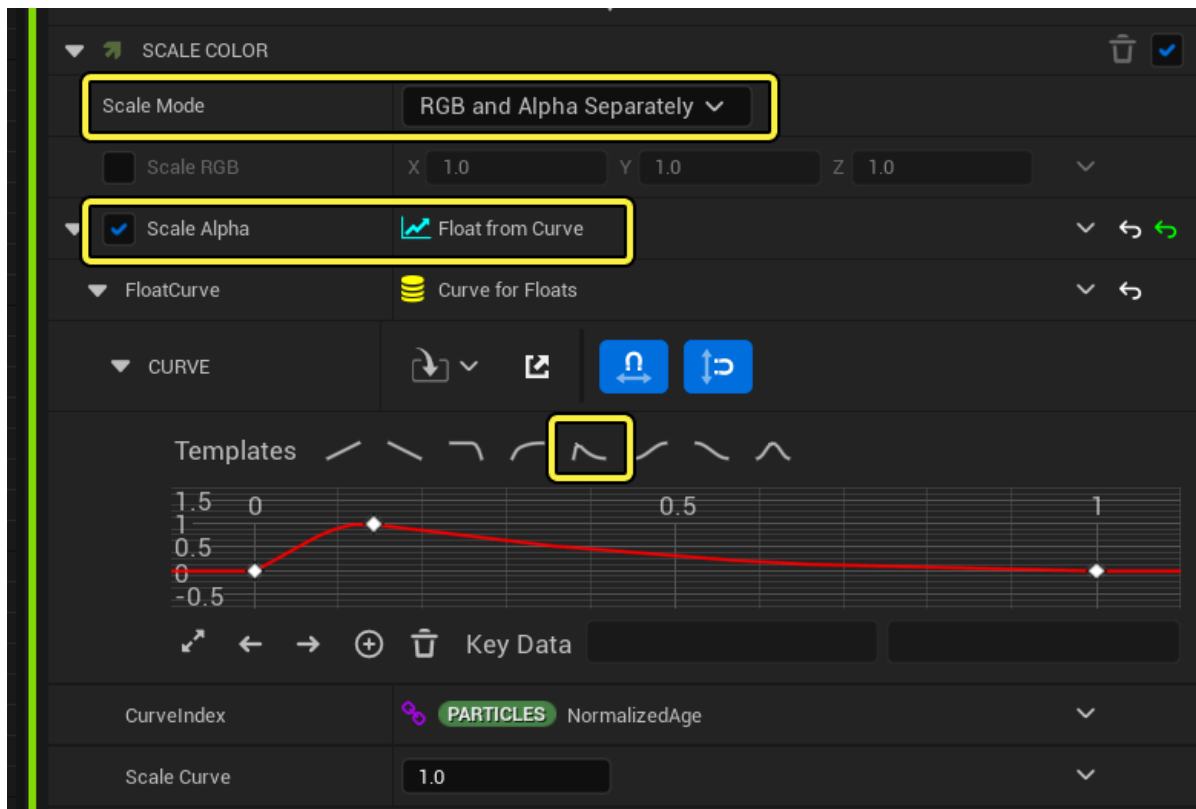 SCALE COLOR
Scale Mode RGB and Alpha Separately
Scale RGB X 1.0 Y 1.0 Z 1.0
Scale Alpha Float from Curve
FloatCurve Curve for Floats
CURVE
Templates
1.5 0 0.5 1
1
0.5
0
-0.5
Key Data
CurveIndex PARTICLES NormalizedAge
Scale Curve 1.0